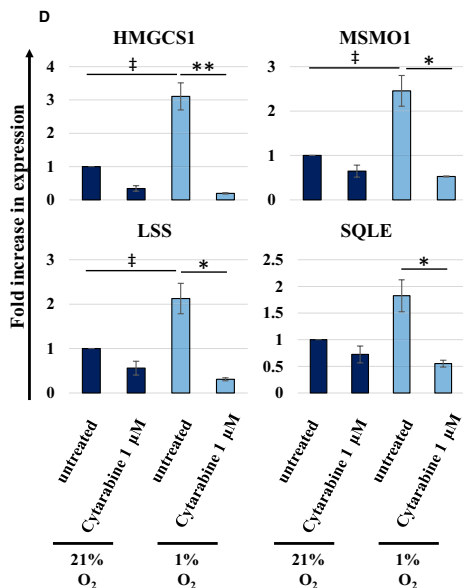 D
HMGCS1
MSMO1
Fold increase in expression
4
3
2
1
0
‡
**
4
3
2
1
0
‡
*
LSS
SQLE
3
2
1
0
‡
*
2.5
2
1.5
1
0.5
0
*
untreated
Cytarabine 1 µM
untreated
Cytarabine 1 µM
untreated
Cytarabine 1 µM
untreated
Cytarabine 1 µM
21%
O₂
1%
O₂
21%
O₂
1%
O₂